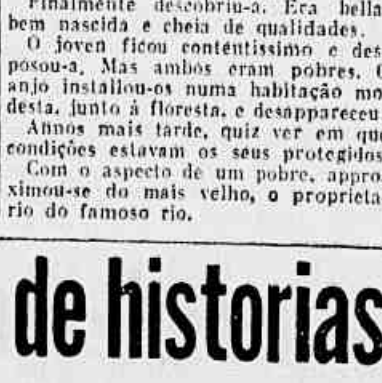 Finalmente descobriu-a. Era bella
bem nascida e cheia de qualidades.
O joven ficou contentissimo e des
posou-a. Mas ambos eram pobres.
anjo installou-os numa habitação mo
desta, junto á floresta, e desappareceu
Annos mais tarde, quiz ver em que
condições estavam os seus protegidos
Com o aspecto de um pobre, appro
ximou-se do mais velho, o proprieta
rio do famoso rio.
de historias